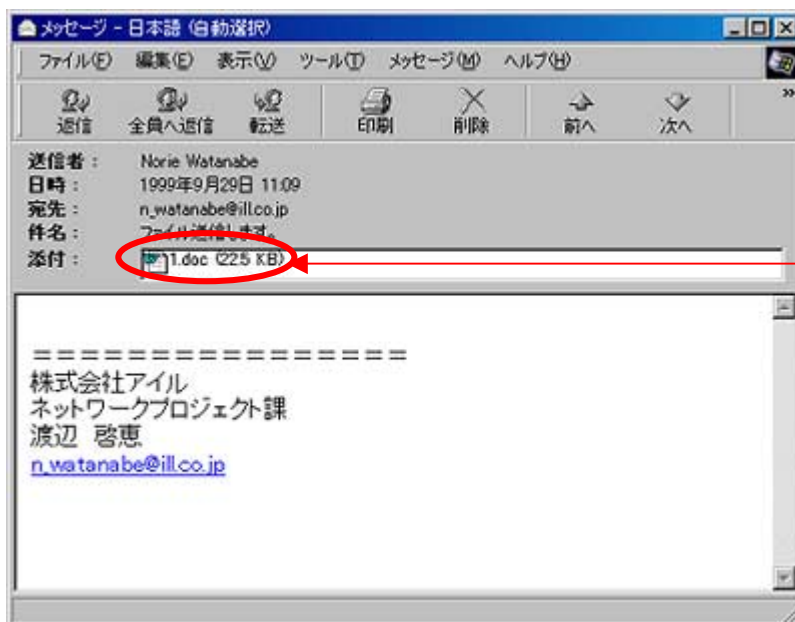 メッセージ - 日本語 (自動選択)
ファイル(F) 編集(E) 表示(V) ツール(T) メッセージ(M) ヘルプ(H)
返信 全員へ返信 転送 印刷 削除 前へ 次へ
送信者： Norie Watanabe
日時： 1999年9月29日 11:09
宛先： n_watanabe@ill.co.jp
件名： ファイル送信します。
添付： 1.doc (22.5 KB)
＝＝＝＝＝＝＝＝＝＝＝＝＝＝＝＝
株式会社アイル
ネットワークプロジェクト課
渡辺 啓恵
n_watanabe@ill.co.jp